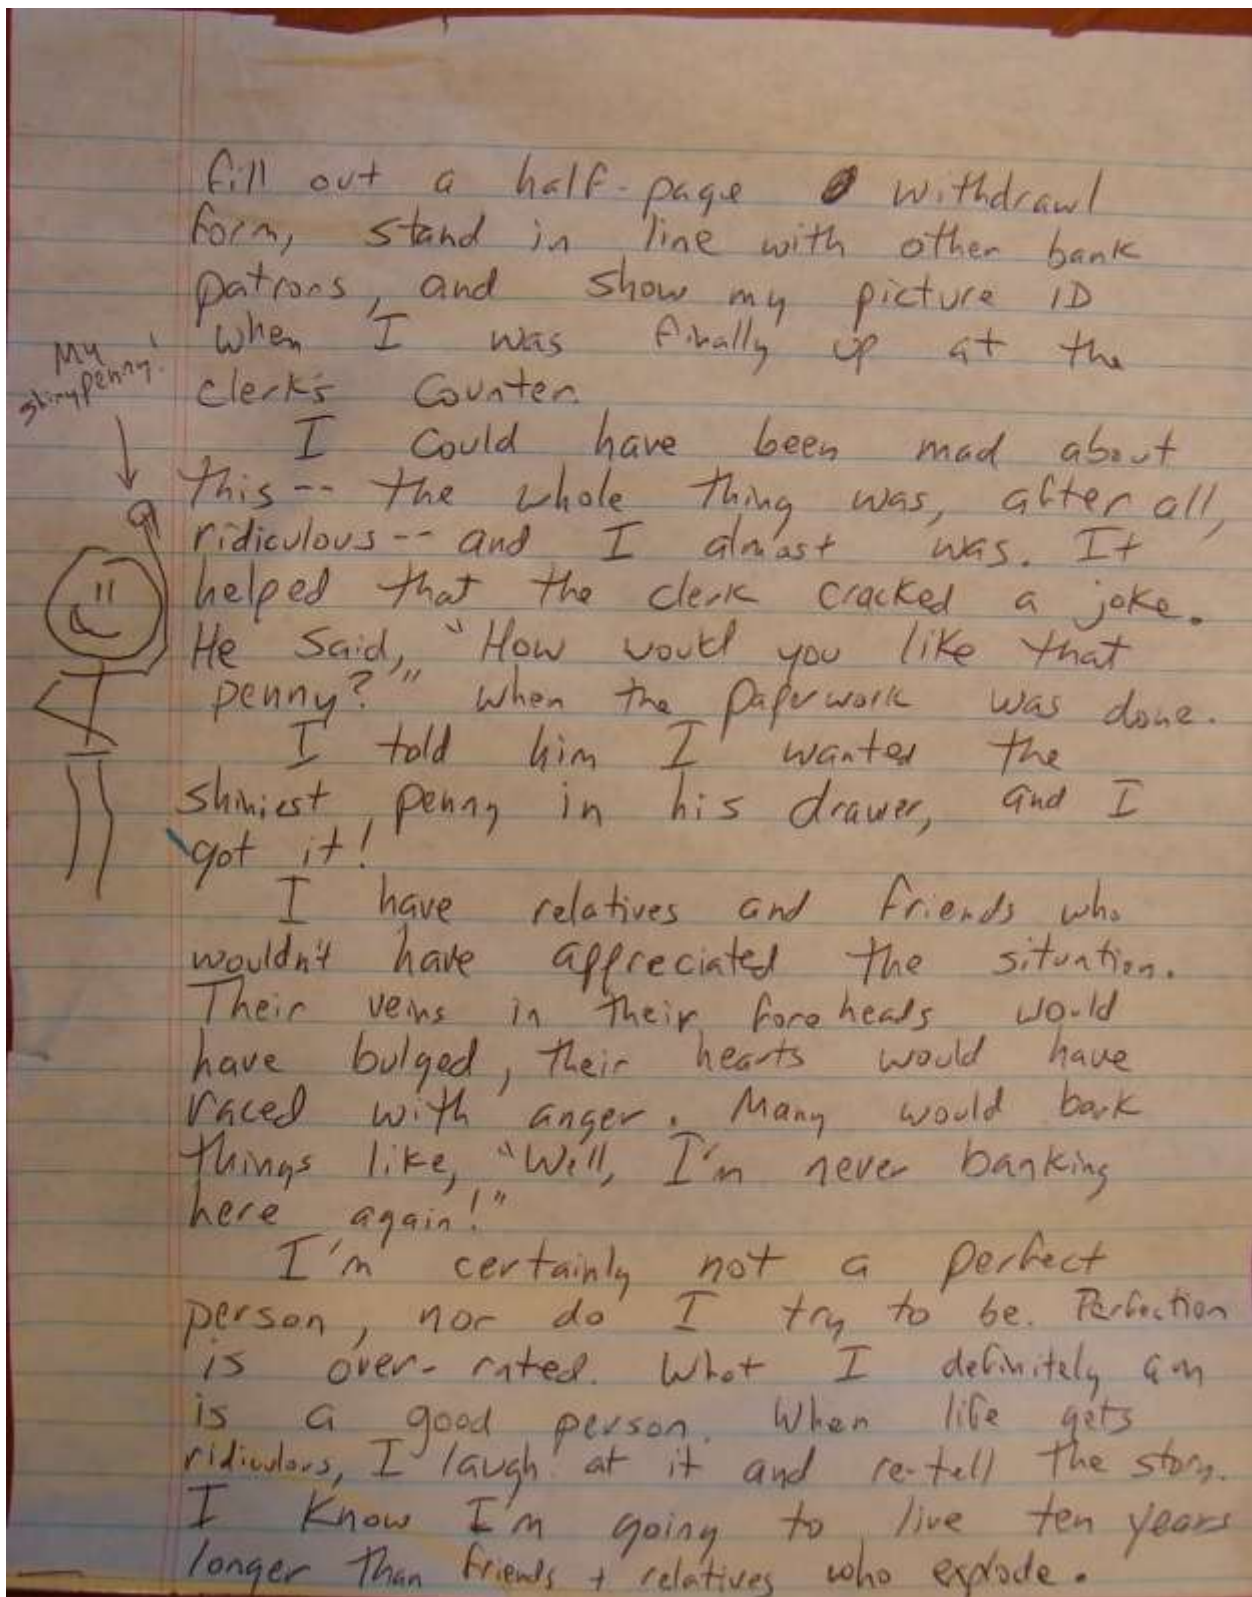 fill out a half-page withdrawl
form, stand in line with other bank
patrons, and show my picture ID
when I was finally up at the
clerk's counter.
My
shiny penny!
I could have been mad about
this -- the whole thing was, after all,
ridiculous -- and I almost was. It
helped that the clerk cracked a joke.
He said, "How would you like that
penny?" when the paperwork was done.
I told him I wanted the
shiniest penny in his drawer, and I
got it!
I have relatives and friends who
wouldn't have appreciated the situation.
Their veins in their foreheads would
have bulged, their hearts would have
raced with anger. Many would bark
things like, "Well, I'm never banking
here again!"
I'm certainly not a perfect
person, nor do I try to be. Perfection
is over-rated. What I definitely am
is a good person. When life gets
ridiculous, I laugh at it and re-tell the story.
I know I'm going to live ten years
longer than friends + relatives who explode.